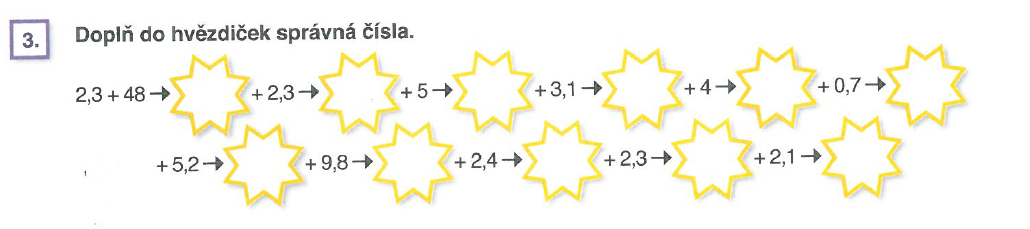 3. Doplň do hvězdiček správná čísla.
2,3 + 48 → + 2,3 → + 5 → + 3,1 → + 4 → + 0,7 →
+ 5,2 → + 9,8 → + 2,4 → + 2,3 → + 2,1 →